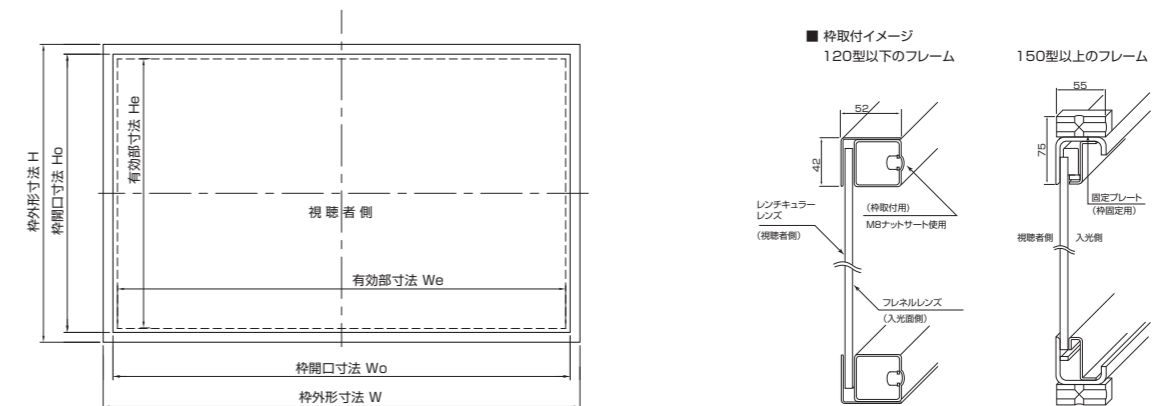 枠外形寸法 H
枠開口寸法 Ho
有効部寸法 He
視聴者側
有効部寸法 We
枠開口寸法 Wo
枠外形寸法 W
■ 枠取付イメージ
120型以下のフレーム
52
42
レンチキュラー
レンズ
(視聴者側)
(枠取付用)
M8ナットサート使用
フレネルレンズ
(入光面側)
150型以上のフレーム
55
75
固定プレート
(枠固定用)
視聴者側
入光側